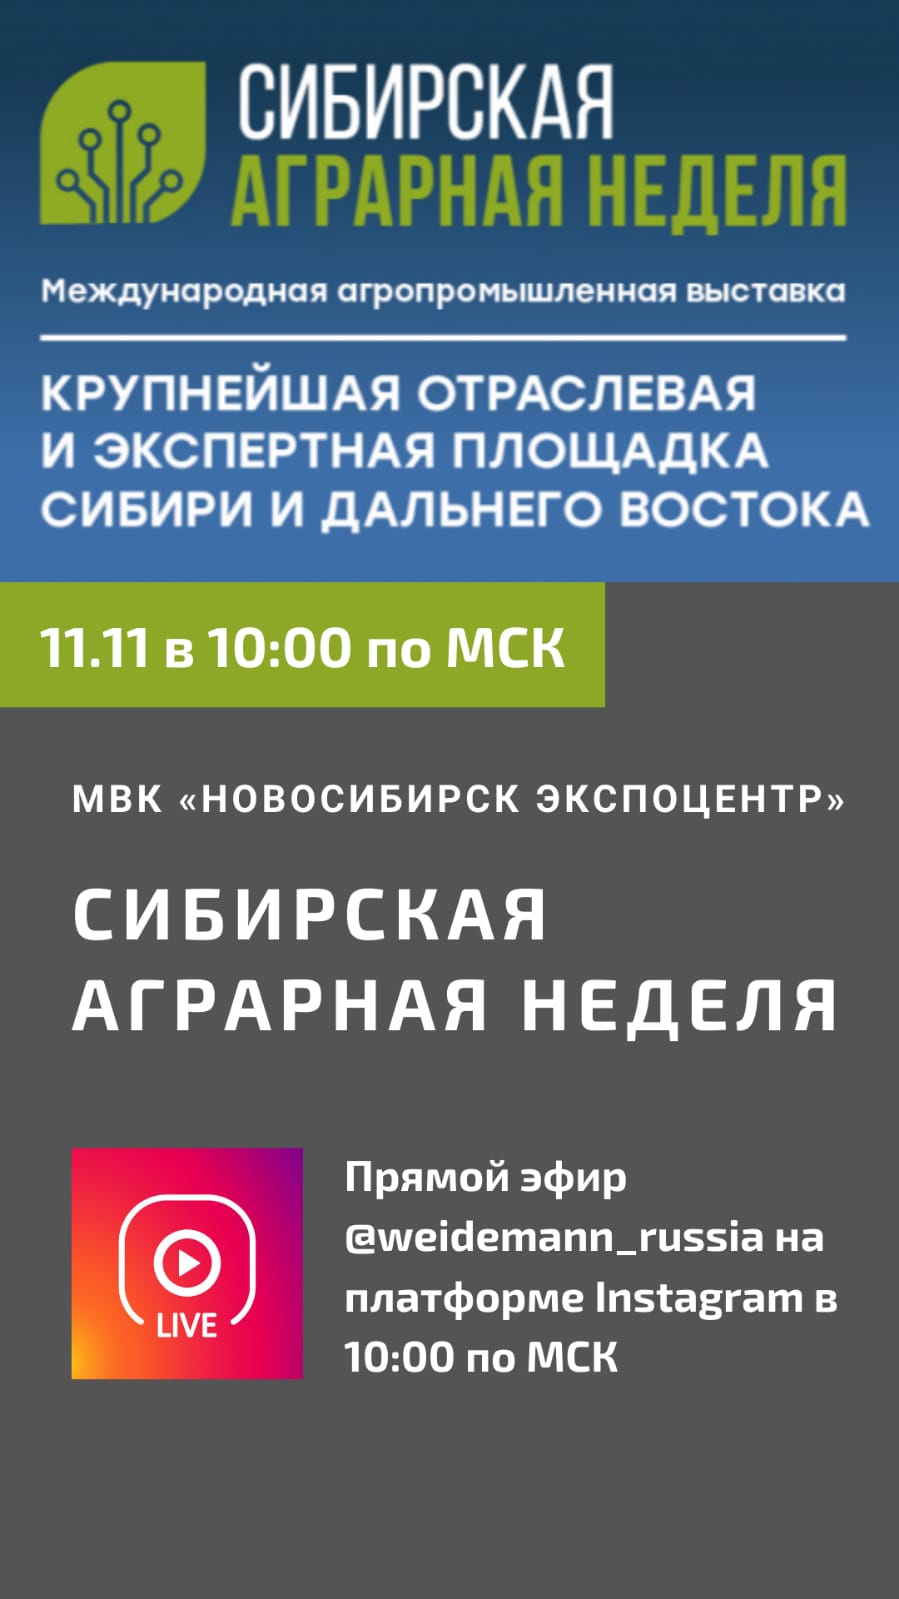 СИБИРСКАЯ
АГРАРНАЯ НЕДЕЛЯ
Международная агропромышленная выставка
КРУПНЕЙШАЯ ОТРАСЛЕВАЯ
И ЭКСПЕРТНАЯ ПЛОЩАДКА
СИБИРИ И ДАЛЬНЕГО ВОСТОКА
11.11 в 10:00 по МСК
МВК «НОВОСИБИРСК ЭКСПОЦЕНТР»
СИБИРСКАЯ
АГРАРНАЯ НЕДЕЛЯ
LIVE
Прямой эфир
@weidemann_russia на
платформе Instagram в
10:00 по МСК